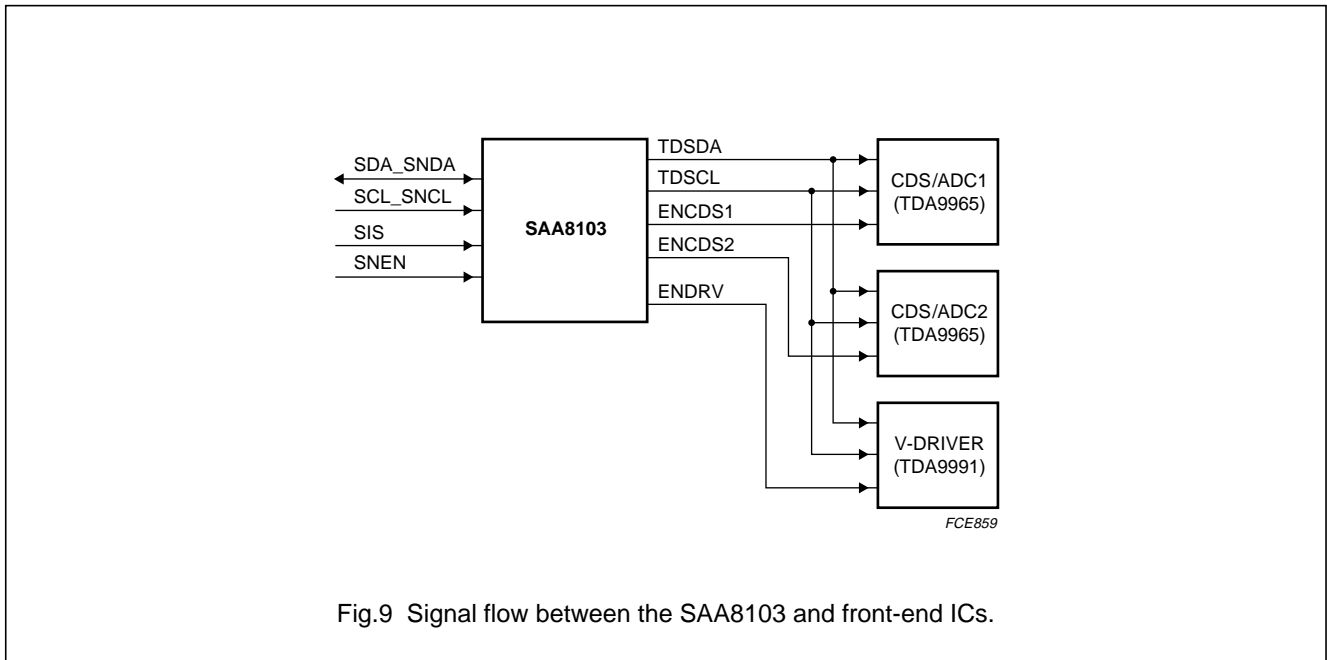 SDA_SNDA
SCL_SNCL
SIS
SNEN
SAA8103
TDSDA
TDSCL
ENCDS1
ENCDS2
ENDRV
CDS/ADC1
(TDA9965)
CDS/ADC2
(TDA9965)
V-DRIVER
(TDA9991)
FCE859
Fig.9 Signal flow between the SAA8103 and front-end ICs.